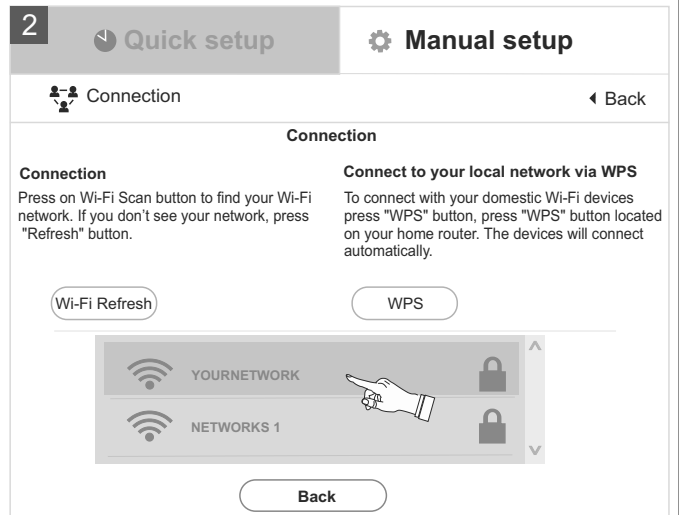 2
Quick setup
Manual setup
Connection
Back
Connection
Connection
Press on Wi-Fi Scan button to find your Wi-Fi
network. If you don't see your network, press
"Refresh" button.
Connect to your local network via WPS
To connect with your domestic Wi-Fi devices
press "WPS" button, press "WPS" button located
on your home router. The devices will connect
automatically.
Wi-Fi Refresh
WPS
YOURNETWORK
NETWORKS 1
Back